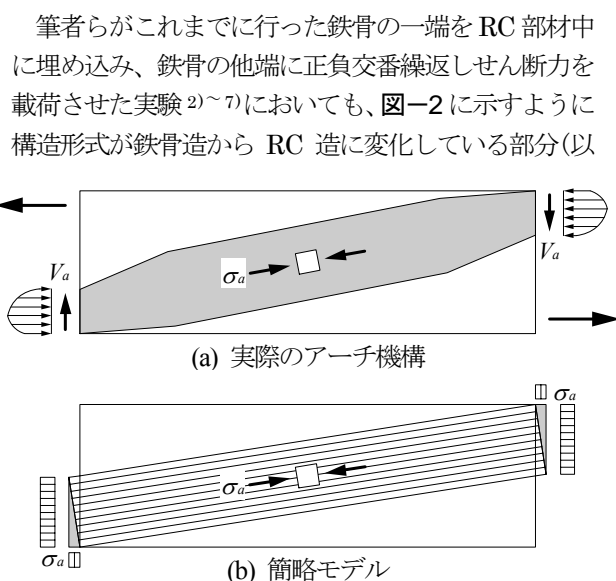 筆者らがこれまでに行った鉄骨の一端を RC 部材中
に埋め込み、鉄骨の他端に正負交番繰返しせん断力を
載荷させた実験 2)~7)においても、図－2 に示すように
構造形式が鉄骨造から RC 造に変化している部分(以
Va
σa
Va
(a) 実際のアーチ機構
σa
σa
σa
(b) 簡略モデル